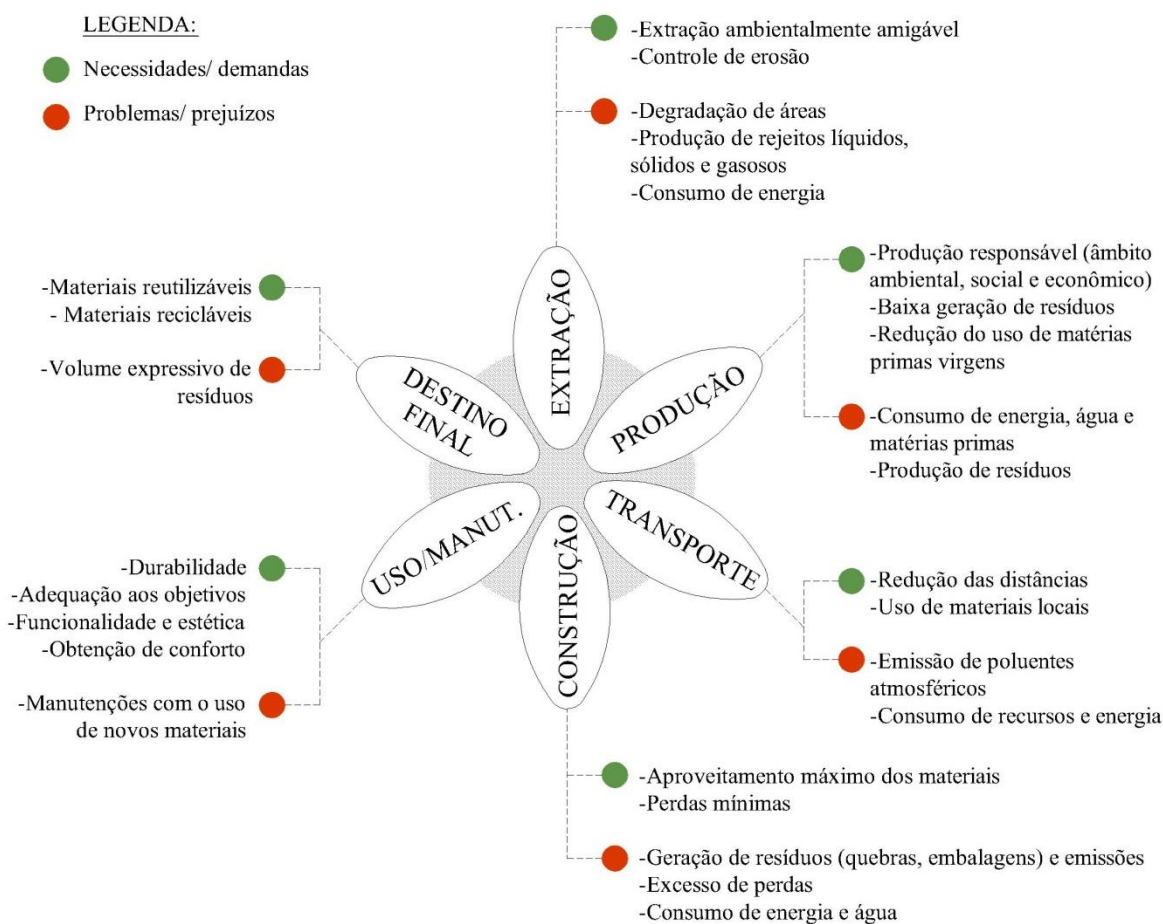 LEGENDA:
Necessidades/ demandas
Problemas/ prejuízos
-Extração ambientalmente amigável
-Controle de erosão
-Degradação de áreas
-Produção de rejeitos líquidos,
sólidos e gasosos
-Consumo de energia
EXTRAÇÃO
-Produção responsável (âmbito
ambiental, social e econômico)
-Baixa geração de resíduos
-Redução do uso de matérias
primas virgens
-Consumo de energia, água e
matérias primas
-Produção de resíduos
PRODUÇÃO
-Redução das distâncias
-Uso de materiais locais
-Emissão de poluentes
atmosféricos
-Consumo de recursos e energia
TRANSPORTE
-Aproveitamento máximo dos materiais
-Perdas mínimas
-Geração de resíduos (quebras, embalagens) e emissões
-Excesso de perdas
-Consumo de energia e água
CONSTRUÇÃO
-Durabilidade
-Adequação aos objetivos
-Funcionalidade e estética
-Obtenção de conforto
-Manutenções com o uso
de novos materiais
USO/MANUT.
-Materiais reutilizáveis
- Materiais recicláveis
-Volume expressivo de
resíduos
DESTINO
FINAL